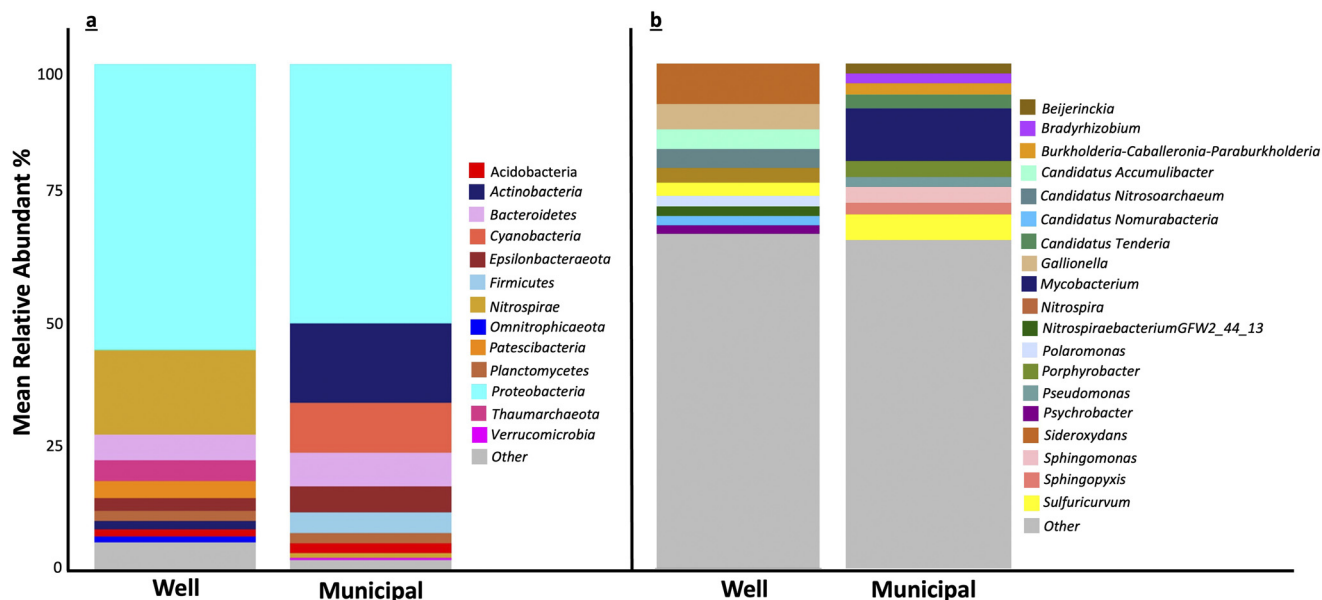 a
b
Mean Relative Abundant %
100
75
50
25
0
Well
Municipal
Acidobacteria
Actinobacteria
Bacteroidetes
Cyanobacteria
Epsilonbacteraeota
Firmicutes
Nitrospirae
Omnitrophicaeota
Patescibacteria
Planctomycetes
Proteobacteria
Thaumarchaeota
Verrucomicrobia
Other
Well
Municipal
Beijerinckia
Bradyrhizobium
Burkholderia-Caballeronia-Paraburkholderia
Candidatus Accumulibacter
Candidatus Nitrosoarchaeum
Candidatus Nomurabacteria
Candidatus Tenderia
Gallionella
Mycobacterium
Nitrospira
NitrospiraebacteriumGFW2_44_13
Polaromonas
Porphyrobacter
Pseudomonas
Psychrobacter
Sideroxydans
Sphingomonas
Sphingopyxis
Sulfuricurvum
Other